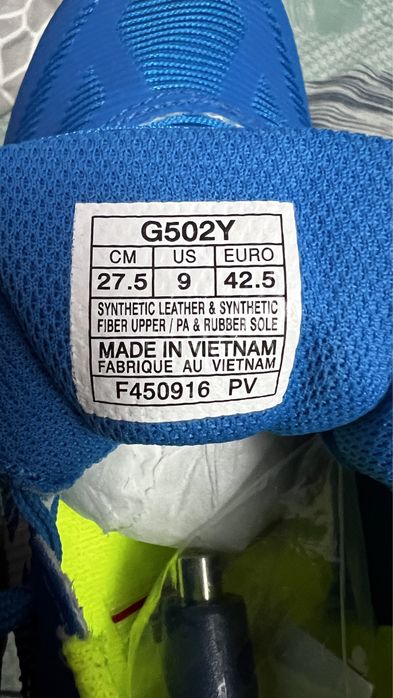 G502Y
CM US EURO
27.5 9 42.5
SYNTHETIC LEATHER & SYNTHETIC
FIBER UPPER / PA & RUBBER SOLE
MADE IN VIETNAM
FABRIQUE AU VIETNAM
F450916 PV